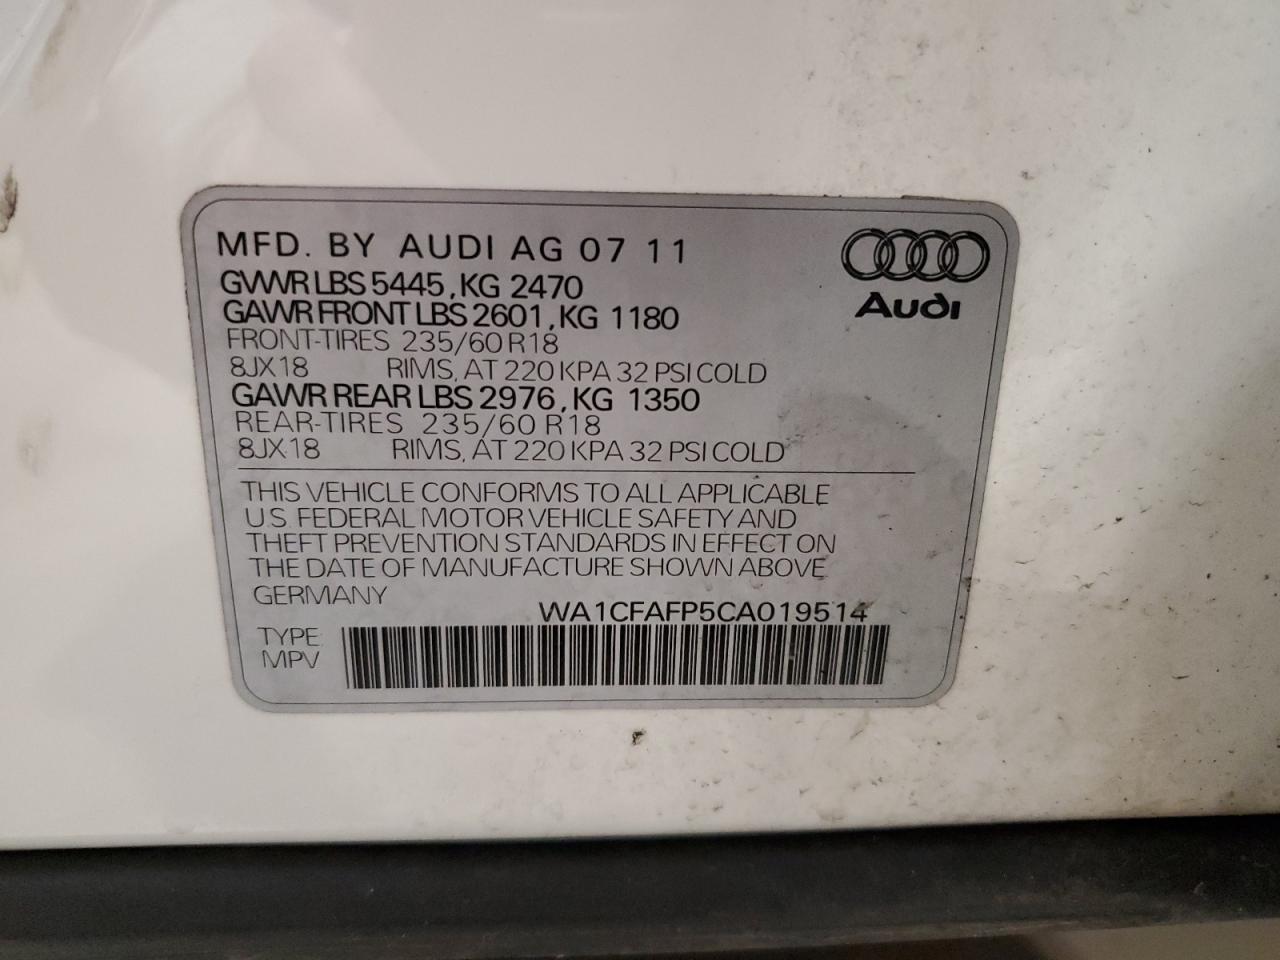 MFD. BY AUDI AG 07 11
GVWR LBS 5445, KG 2470
GAWR FRONT LBS 2601, KG 1180
FRONT-TIRES 235/60 R18
8JX18 RIMS, AT 220 KPA 32 PSI COLD
GAWR REAR LBS 2976, KG 1350
REAR-TIRES 235/60 R18
8JX18 RIMS, AT 220 KPA 32 PSI COLD
Audi
THIS VEHICLE CONFORMS TO ALL APPLICABLE
U.S. FEDERAL MOTOR VEHICLE SAFETY AND
THEFT PREVENTION STANDARDS IN EFFECT ON
THE DATE OF MANUFACTURE SHOWN ABOVE
GERMANY
WA1CFAFP5CA019514
TYPE:
MPV